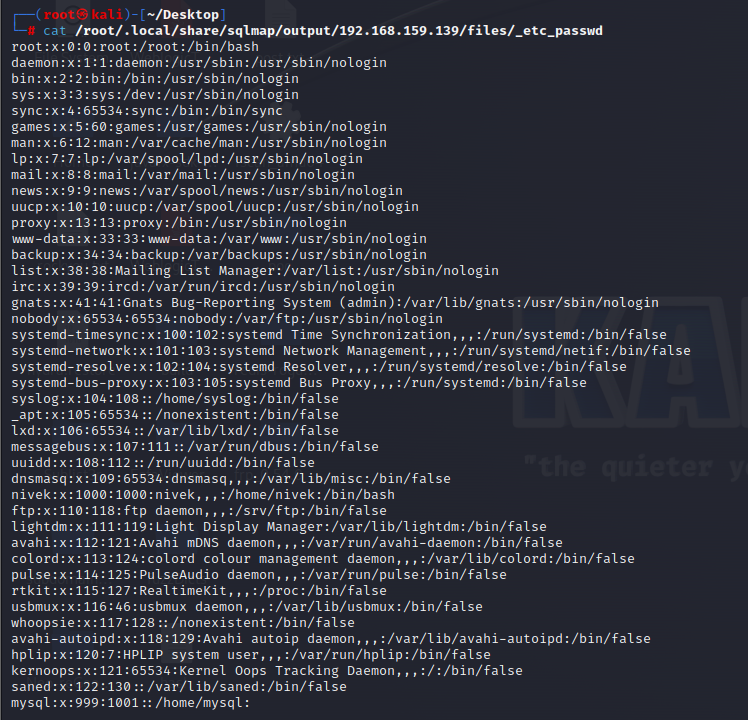 ┌──(root㉿kali)-[~/Desktop]
└─# cat /root/.local/share/sqlmap/output/192.168.159.139/files/_etc_passwd
root:x:0:0:root:/root:/bin/bash
daemon:x:1:1:daemon:/usr/sbin:/usr/sbin/nologin
bin:x:2:2:bin:/bin:/usr/sbin/nologin
sys:x:3:3:sys:/dev:/usr/sbin/nologin
sync:x:4:65534:sync:/bin:/bin/sync
games:x:5:60:games:/usr/games:/usr/sbin/nologin
man:x:6:12:man:/var/cache/man:/usr/sbin/nologin
lp:x:7:7:lp:/var/spool/lpd:/usr/sbin/nologin
mail:x:8:8:mail:/var/mail:/usr/sbin/nologin
news:x:9:9:news:/var/spool/news:/usr/sbin/nologin
uucp:x:10:10:uucp:/var/spool/uucp:/usr/sbin/nologin
proxy:x:13:13:proxy:/bin:/usr/sbin/nologin
www-data:x:33:33:www-data:/var/www:/usr/sbin/nologin
backup:x:34:34:backup:/var/backups:/usr/sbin/nologin
list:x:38:38:Mailing List Manager:/var/list:/usr/sbin/nologin
irc:x:39:39:ircd:/var/run/ircd:/usr/sbin/nologin
gnats:x:41:41:Gnats Bug-Reporting System (admin):/var/lib/gnats:/usr/sbin/nologin
nobody:x:65534:65534:nobody:/var/ftp:/usr/sbin/nologin
systemd-timesync:x:100:102:systemd Time Synchronization,,,:/run/systemd:/bin/false
systemd-network:x:101:103:systemd Network Management,,,:/run/systemd/netif:/bin/false
systemd-resolve:x:102:104:systemd Resolver,,,:/run/systemd/resolve:/bin/false
systemd-bus-proxy:x:103:105:systemd Bus Proxy,,,:/run/systemd:/bin/false
syslog:x:104:108::/home/syslog:/bin/false
_apt:x:105:65534::/nonexistent:/bin/false
lxd:x:106:65534::/var/lib/lxd/:/bin/false
messagebus:x:107:111::/var/run/dbus:/bin/false
uuidd:x:108:112::/run/uuidd:/bin/false
dnsmasq:x:109:65534:dnsmasq,,,:/var/lib/misc:/bin/false
nivek:x:1000:1000:nivek,,,:/home/nivek:/bin/bash
ftp:x:110:118:ftp daemon,,,:/srv/ftp:/bin/false
lightdm:x:111:119:Light Display Manager:/var/lib/lightdm:/bin/false
avahi:x:112:121:Avahi mDNS daemon,,,:/var/run/avahi-daemon:/bin/false
colord:x:113:124:colord colour management daemon,,,:/var/lib/colord:/bin/false
pulse:x:114:125:PulseAudio daemon,,,:/var/run/pulse:/bin/false
rtkit:x:115:127:RealtimeKit,,,:/proc:/bin/false
usbmux:x:116:46:usbmux daemon,,,:/var/lib/usbmux:/bin/false
whoopsie:x:117:128::/nonexistent:/bin/false
avahi-autoipd:x:118:129:Avahi autoip daemon,,,:/var/lib/avahi-autoipd:/bin/false
hplip:x:120:7:HPLIP system user,,,:/var/run/hplip:/bin/false
kernoops:x:121:65534:Kernel Oops Tracking Daemon,,,:/:/bin/false
saned:x:122:130::/var/lib/saned:/bin/false
mysql:x:999:1001::/home/mysql:
KA
"the quieter y